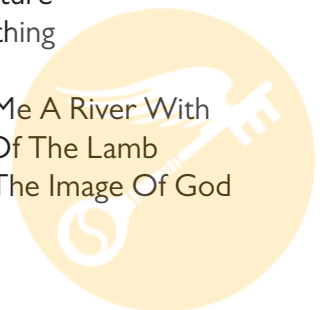 ture
thing
Me A River With
Of The Lamb
The Image Of God